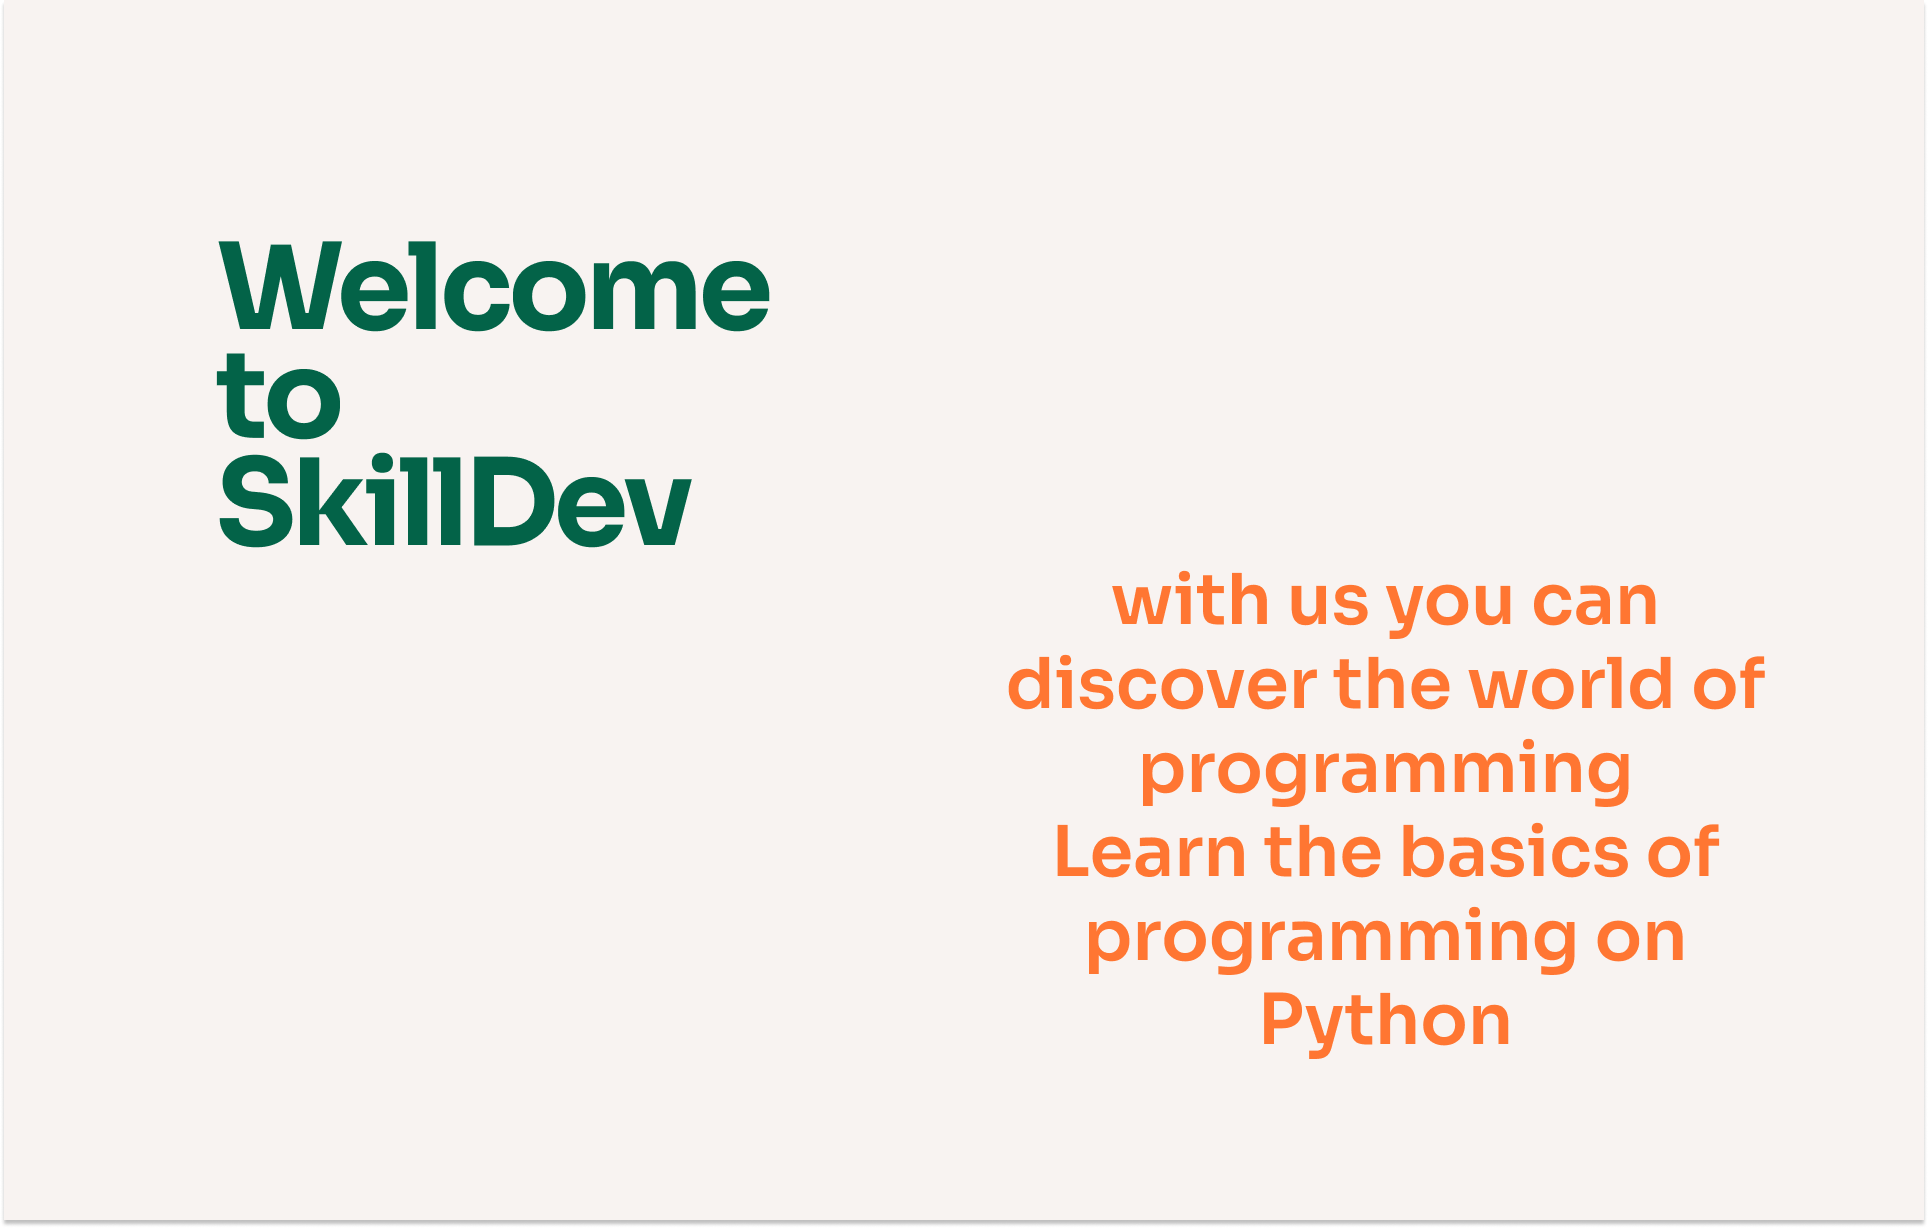 Welcome
to
SkillDev
with us you can
discover the world of
programming
Learn the basics of
programming on
Python